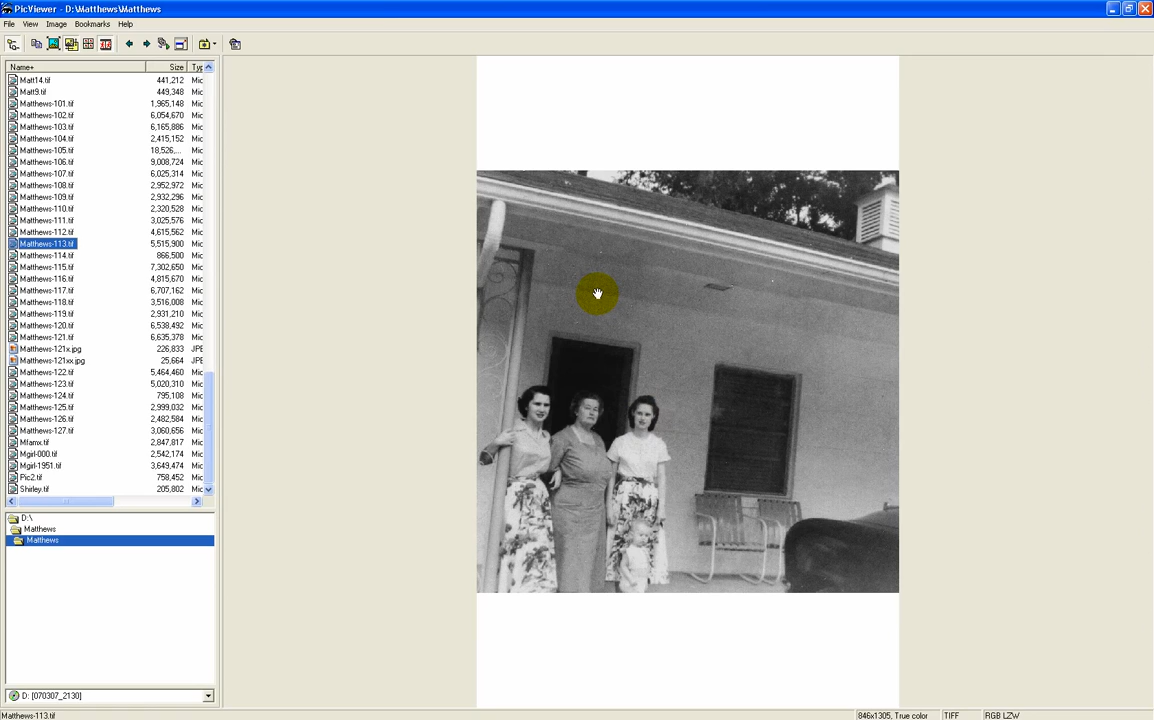 PicViewer - D:\Matthews\Matthews
File View Image Bookmarks Help
Name+ Size Typ
Matt14.tif 441,212 Mic
Matt9.tif 449,348 Mic
Matthews-101.tif 1,965,148 Mic
Matthews-102.tif 6,054,670 Mic
Matthews-103.tif 6,165,886 Mic
Matthews-104.tif 2,415,152 Mic
Matthews-105.tif 18,526,... Mic
Matthews-106.tif 9,008,724 Mic
Matthews-107.tif 6,025,314 Mic
Matthews-108.tif 2,952,972 Mic
Matthews-109.tif 2,932,296 Mic
Matthews-110.tif 2,320,528 Mic
Matthews-111.tif 3,025,576 Mic
Matthews-112.tif 4,615,562 Mic
Matthews-113.tif 5,515,900 Mic
Matthews-114.tif 866,500 Mic
Matthews-115.tif 7,302,650 Mic
Matthews-116.tif 4,815,670 Mic
Matthews-117.tif 6,707,162 Mic
Matthews-118.tif 3,516,008 Mic
Matthews-119.tif 2,931,210 Mic
Matthews-120.tif 6,538,492 Mic
Matthews-121.tif 6,635,378 Mic
Matthews-121x.jpg 226,833 JPE
Matthews-121xx.jpg 25,664 JPE
Matthews-122.tif 5,464,460 Mic
Matthews-123.tif 5,020,310 Mic
Matthews-124.tif 795,108 Mic
Matthews-125.tif 2,999,032 Mic
Matthews-126.tif 2,482,584 Mic
Matthews-127.tif 3,060,656 Mic
Mfamx.tif 2,847,817 Mic
Mgirl-000.tif 2,542,174 Mic
Mgirl-1951.tif 3,649,474 Mic
Pic2.tif 758,452 Mic
Shirley.tif 205,802 Mic
D:\
Matthews
Matthews
D: [070307_2130]
Matthews-113.tif 846x1305, True color TIFF RGB LZW